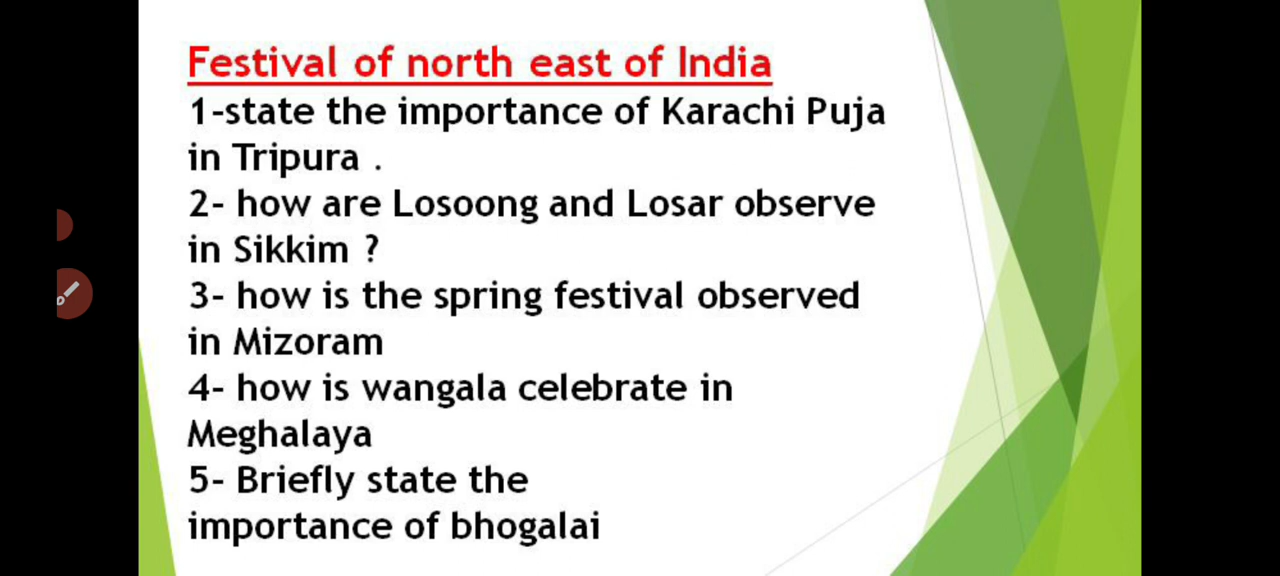 Festival of north east of India
1-state the importance of Karachi Puja
in Tripura .
2- how are Losoong and Losar observe
in Sikkim ?
3- how is the spring festival observed
in Mizoram
4- how is wangala celebrate in
Meghalaya
5- Briefly state the
importance of bhogalai